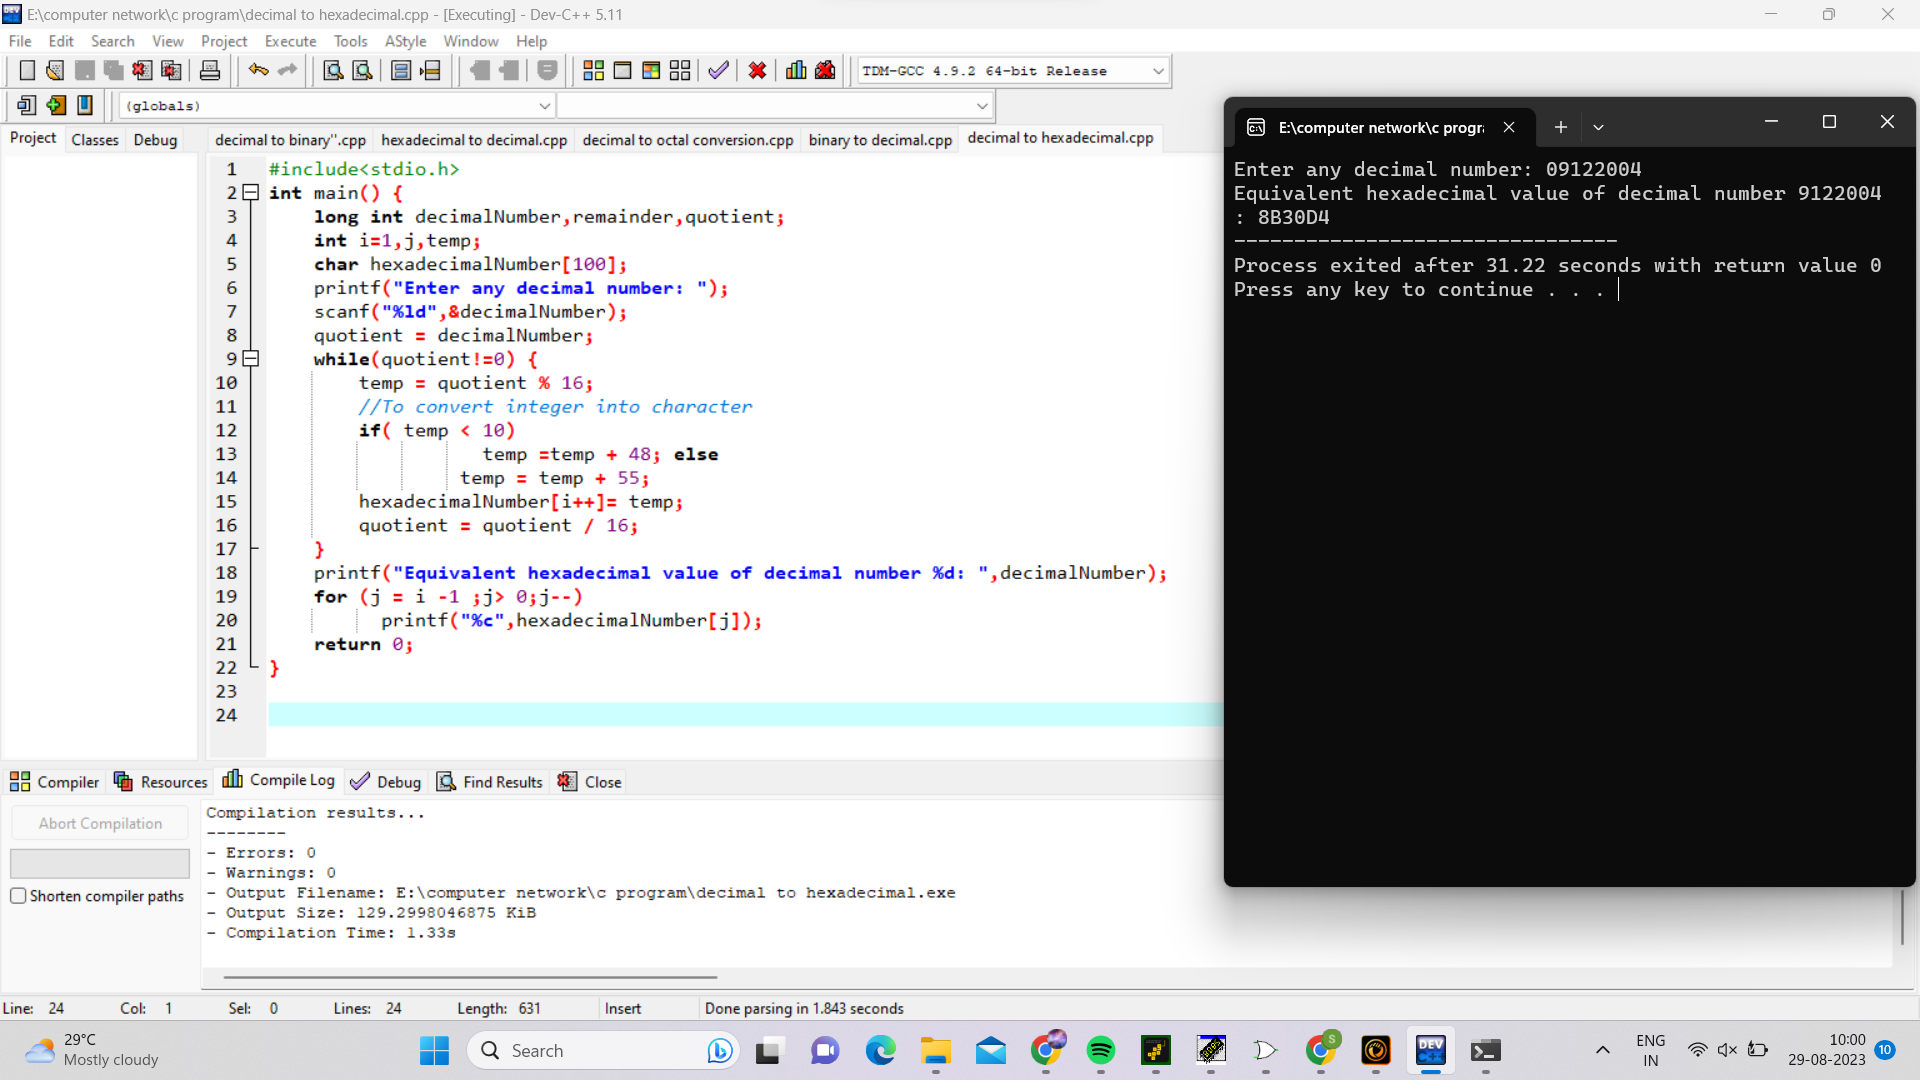 E:\computer network\c program\decimal to hexadecimal.cpp - [Executing] - Dev-C++ 5.11
File Edit Search View Project Execute Tools AStyle Window Help
TDM-GCC 4.9.2 64-bit Release
(globals)
Project Classes Debug
decimal to binary''.cpp hexadecimal to decimal.cpp decimal to octal conversion.cpp binary to decimal.cpp decimal to hexadecimal.cpp
1 #include<stdio.h>
2 int main() {
3 long int decimalNumber,remainder,quotient;
4 int i=1,j,temp;
5 char hexadecimalNumber[100];
6 printf("Enter any decimal number: ");
7 scanf("%ld",&decimalNumber);
8 quotient = decimalNumber;
9 while(quotient!=0) {
10 temp = quotient % 16;
11 //To convert integer into character
12 if( temp < 10)
13 temp =temp + 48; else
14 temp = temp + 55;
15 hexadecimalNumber[i++]= temp;
16 quotient = quotient / 16;
17 }
18 printf("Equivalent hexadecimal value of decimal number %d: ",decimalNumber);
19 for (j = i -1 ;j> 0;j--)
20 printf("%c",hexadecimalNumber[j]);
21 return 0;
22 }
23
24
E:\computer network\c progr
Enter any decimal number: 09122004
Equivalent hexadecimal value of decimal number 9122004
: 8B30D4
--------------------------------
Process exited after 31.22 seconds with return value 0
Press any key to continue . . .
Compiler Resources Compile Log Debug Find Results Close
Abort Compilation
Shorten compiler paths
Compilation results...
--------
- Errors: 0
- Warnings: 0
- Output Filename: E:\computer network\c program\decimal to hexadecimal.exe
- Output Size: 129.2998046875 KiB
- Compilation Time: 1.33s
Line: 24 Col: 1 Sel: 0 Lines: 24 Length: 631 Insert Done parsing in 1.843 seconds
29°C
Mostly cloudy
Search
DEV
S
ENG
IN
10:00
29-08-2023
10